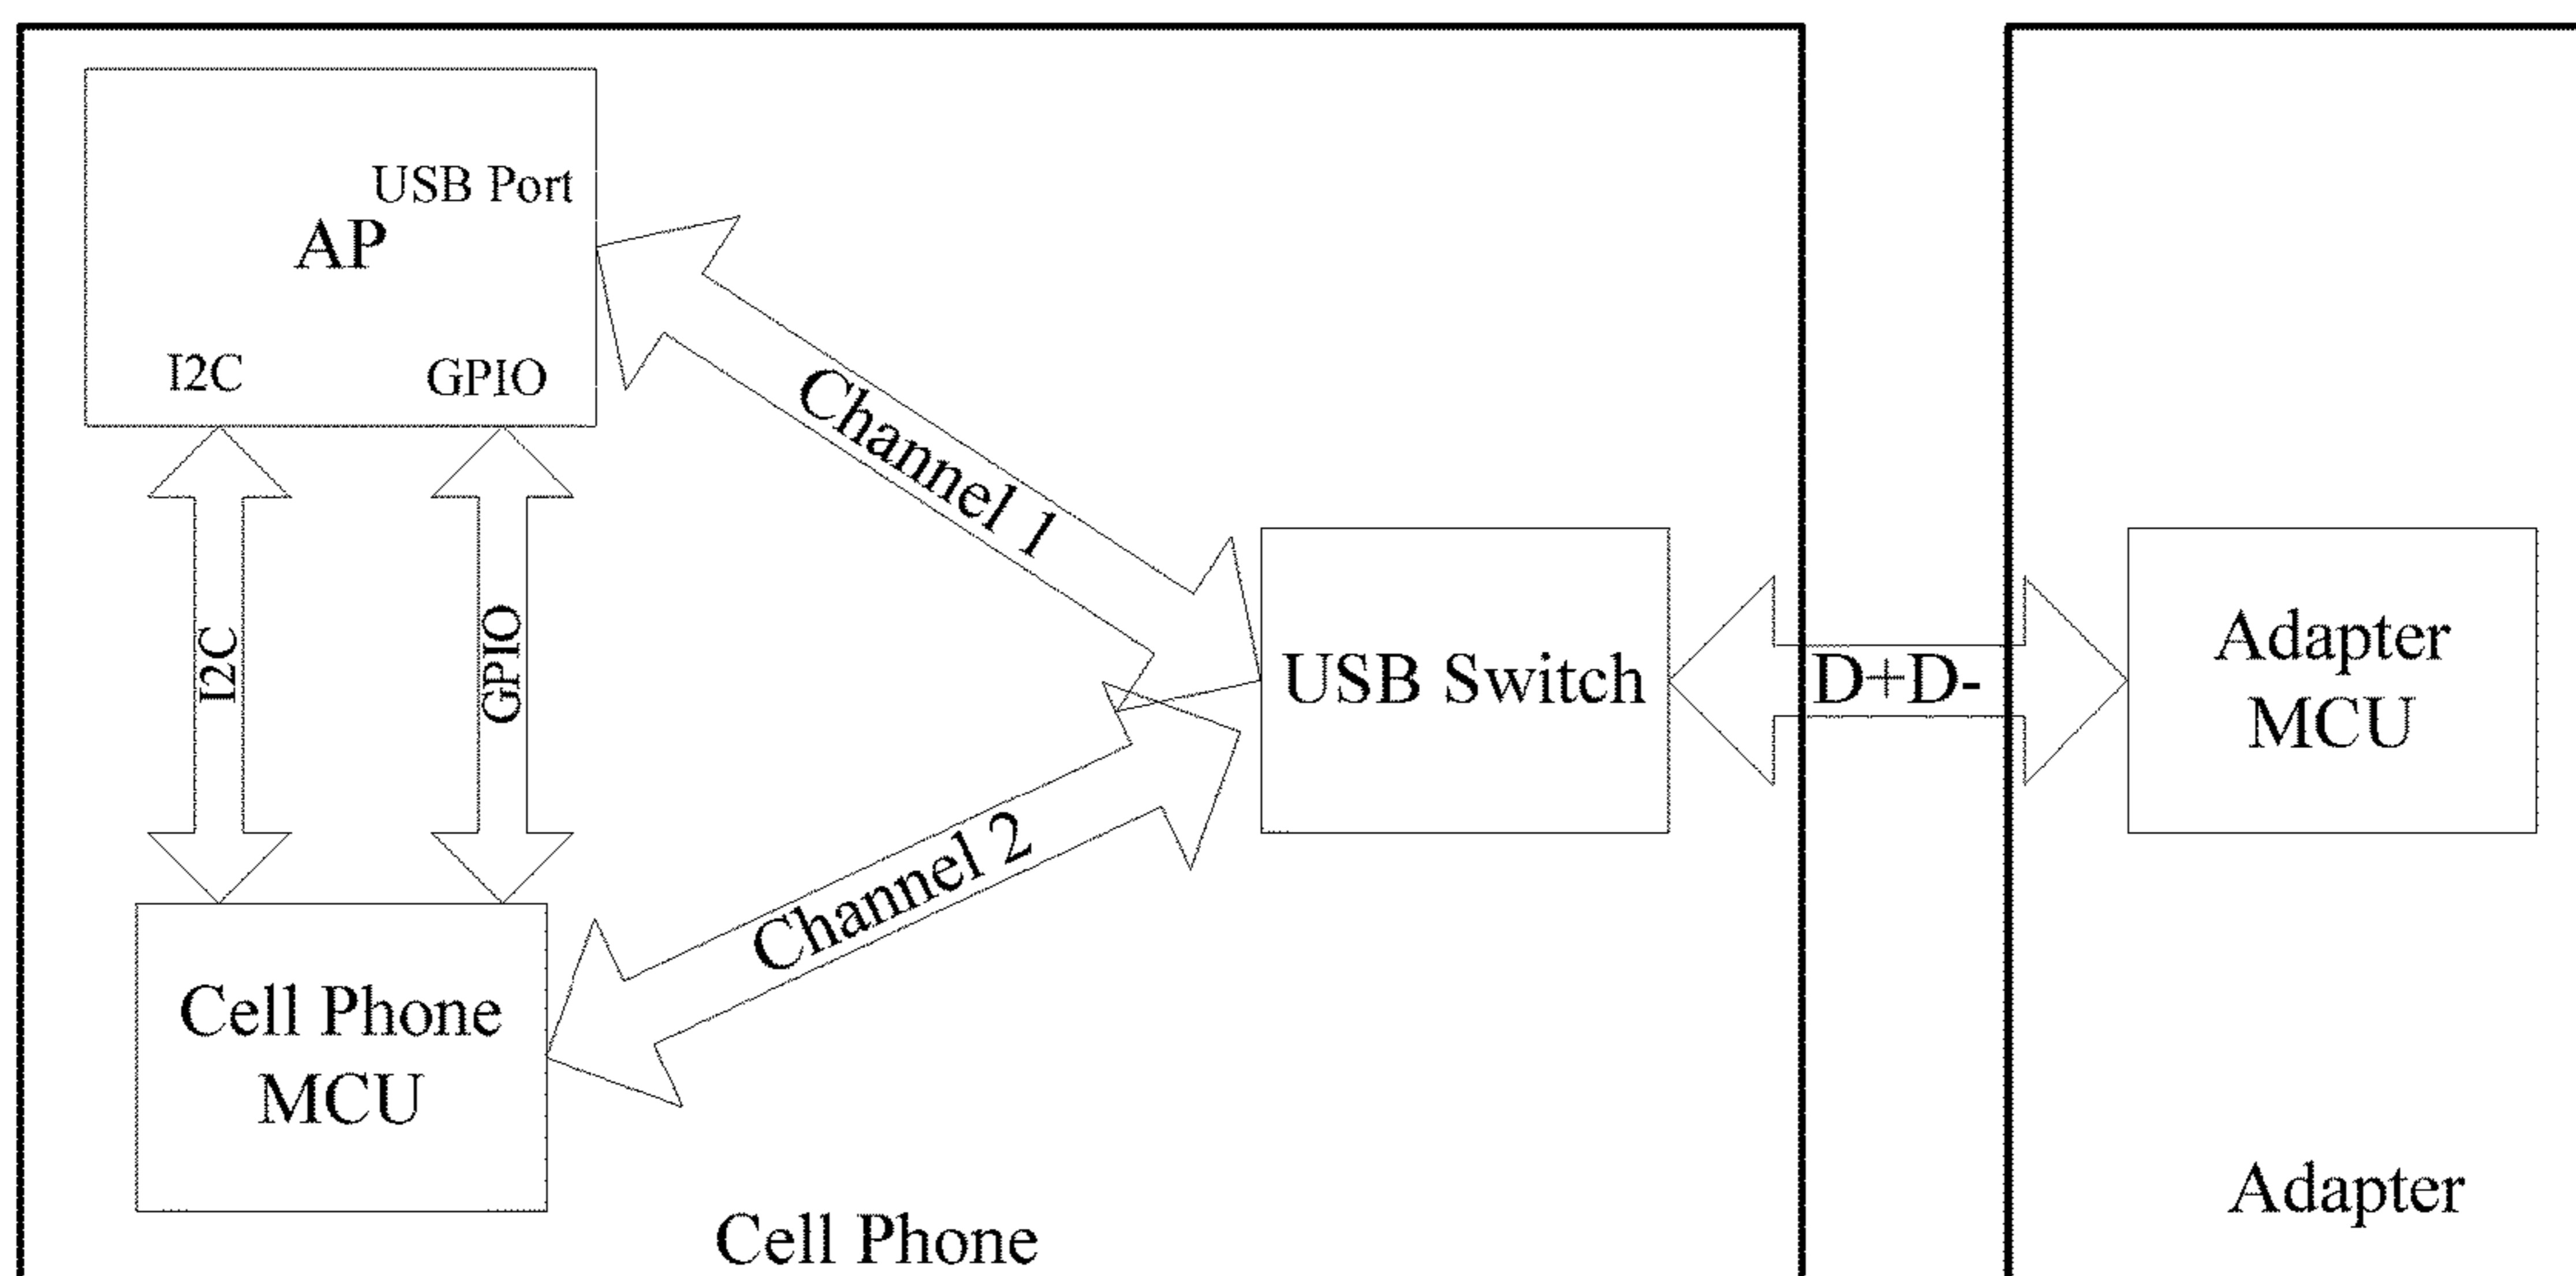 USB Port
AP
I2C
GPIO
Channel 1
I2C
GPIO
USB Switch
D+D-
Adapter
MCU
Channel 2
Cell Phone
MCU
Cell Phone
Adapter